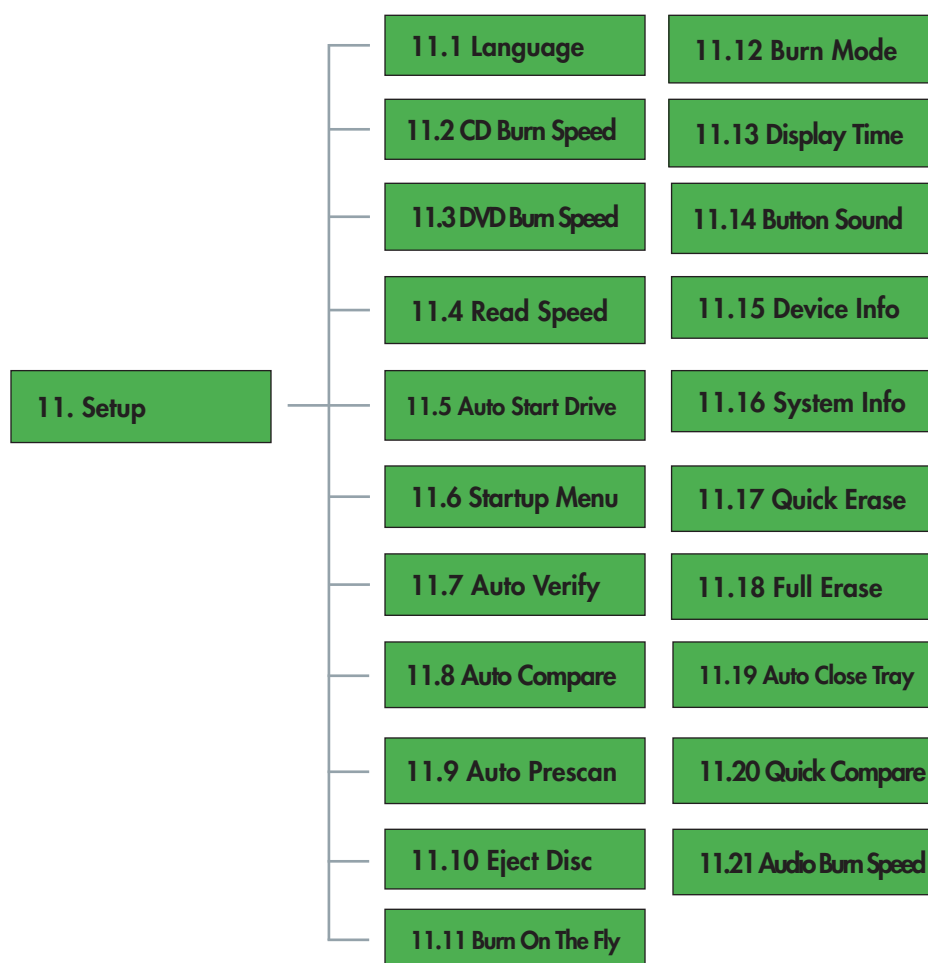 11. Setup
11.1 Language
11.2 CD Burn Speed
11.3 DVD Burn Speed
11.4 Read Speed
11.5 Auto Start Drive
11.6 Startup Menu
11.7 Auto Verify
11.8 Auto Compare
11.9 Auto Prescan
11.10 Eject Disc
11.11 Burn On The Fly
11.12 Burn Mode
11.13 Display Time
11.14 Button Sound
11.15 Device Info
11.16 System Info
11.17 Quick Erase
11.18 Full Erase
11.19 Auto Close Tray
11.20 Quick Compare
11.21 Audio Burn Speed